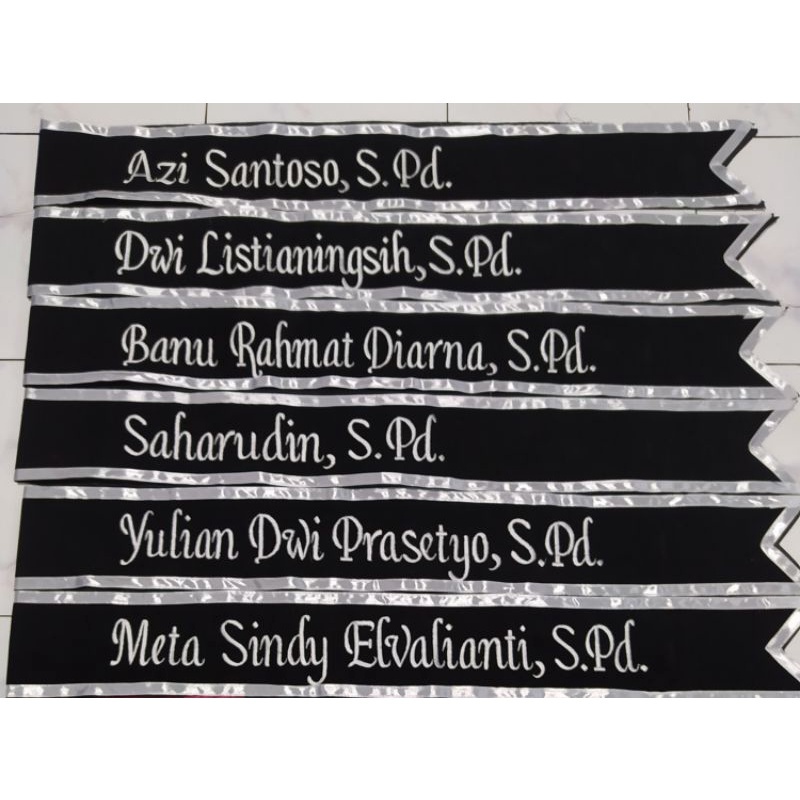 Azi Santoso, S.Pd.
Dwi Listianingsih, S.Pd.
Banu Rahmat Diarna, S.Pd.
Saharudin, S.Pd.
Yulian Dwi Prasetyo, S.Pd.
Meta Sindy Elvalianti, S.Pd.